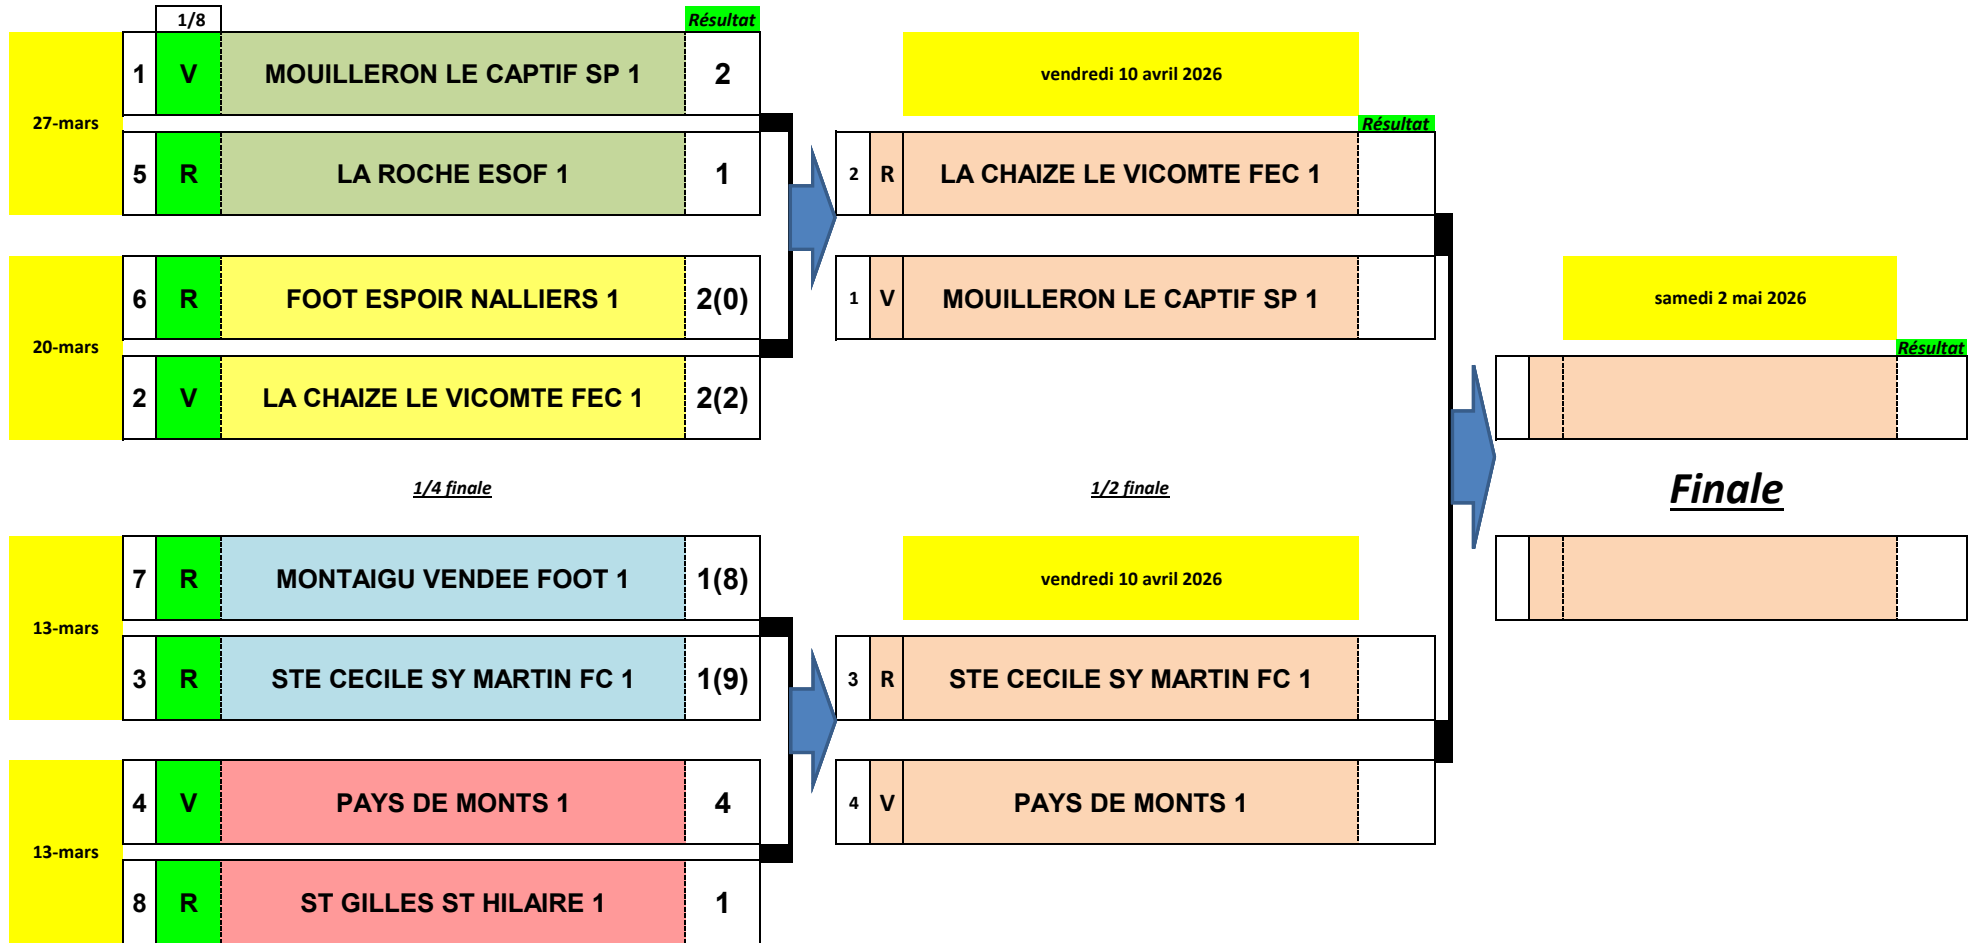 1/8 Résultat
27-mars
1 V MOUILLERON LE CAPTIF SP 1 2
5 R LA ROCHE ESOF 1 1
20-mars
6 R FOOT ESPOIR NALLIERS 1 2(0)
2 V LA CHAIZE LE VICOMTE FEC 1 2(2)
1/4 finale
13-mars
7 R MONTAIGU VENDEE FOOT 1 1(8)
3 R STE CECILE SY MARTIN FC 1 1(9)
13-mars
4 V PAYS DE MONTS 1 4
8 R ST GILLES ST HILAIRE 1 1
vendredi 10 avril 2026
Résultat
2 R LA CHAIZE LE VICOMTE FEC 1
1 V MOUILLERON LE CAPTIF SP 1
1/2 finale
vendredi 10 avril 2026
3 R STE CECILE SY MARTIN FC 1
4 V PAYS DE MONTS 1
samedi 2 mai 2026
Résultat
Finale